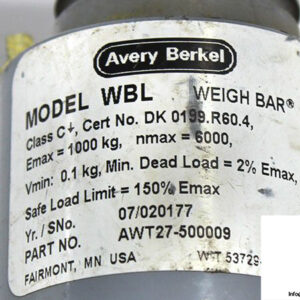 Avery Berkel
MODEL WBL WEIGH BAR®
Class C+, Cert No. DK 0199.R60.4,
Emax = 1000 kg, nmax = 6000,
Vmin: 0.1 kg, Min. Dead Load = 2% Emax,
Safe Load Limit = 150% Emax
Yr. / SNo. 07/020177
PART NO. AWT27-500009
FAIRMONT, MN USA